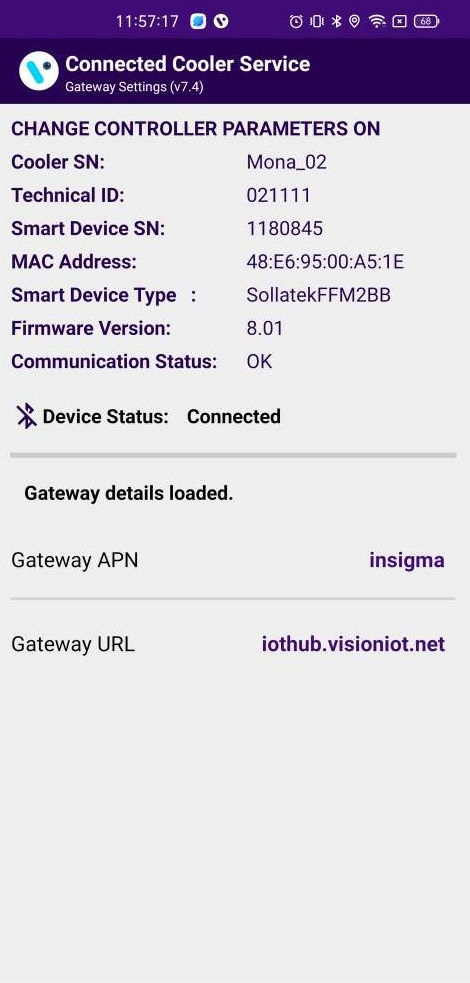 11:57:17 68
Connected Cooler Service
Gateway Settings (v7.4)
CHANGE CONTROLLER PARAMETERS ON
Cooler SN: Mona_02
Technical ID: 021111
Smart Device SN: 1180845
MAC Address: 48:E6:95:00:A5:1E
Smart Device Type : SollatekFFM2BB
Firmware Version: 8.01
Communication Status: OK
Device Status: Connected
Gateway details loaded.
Gateway APN insigma
Gateway URL iothub.visioniot.net